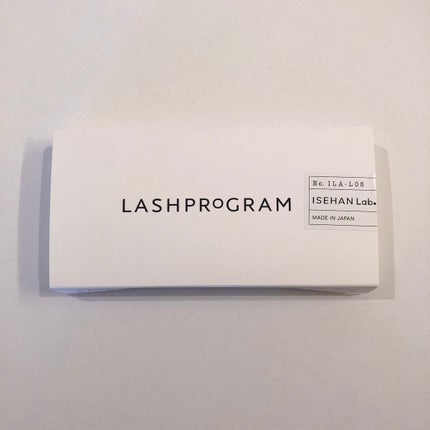 LASHPROGRAM
No. ILA-L05
ISEHAN Lab.
MADE IN JAPAN